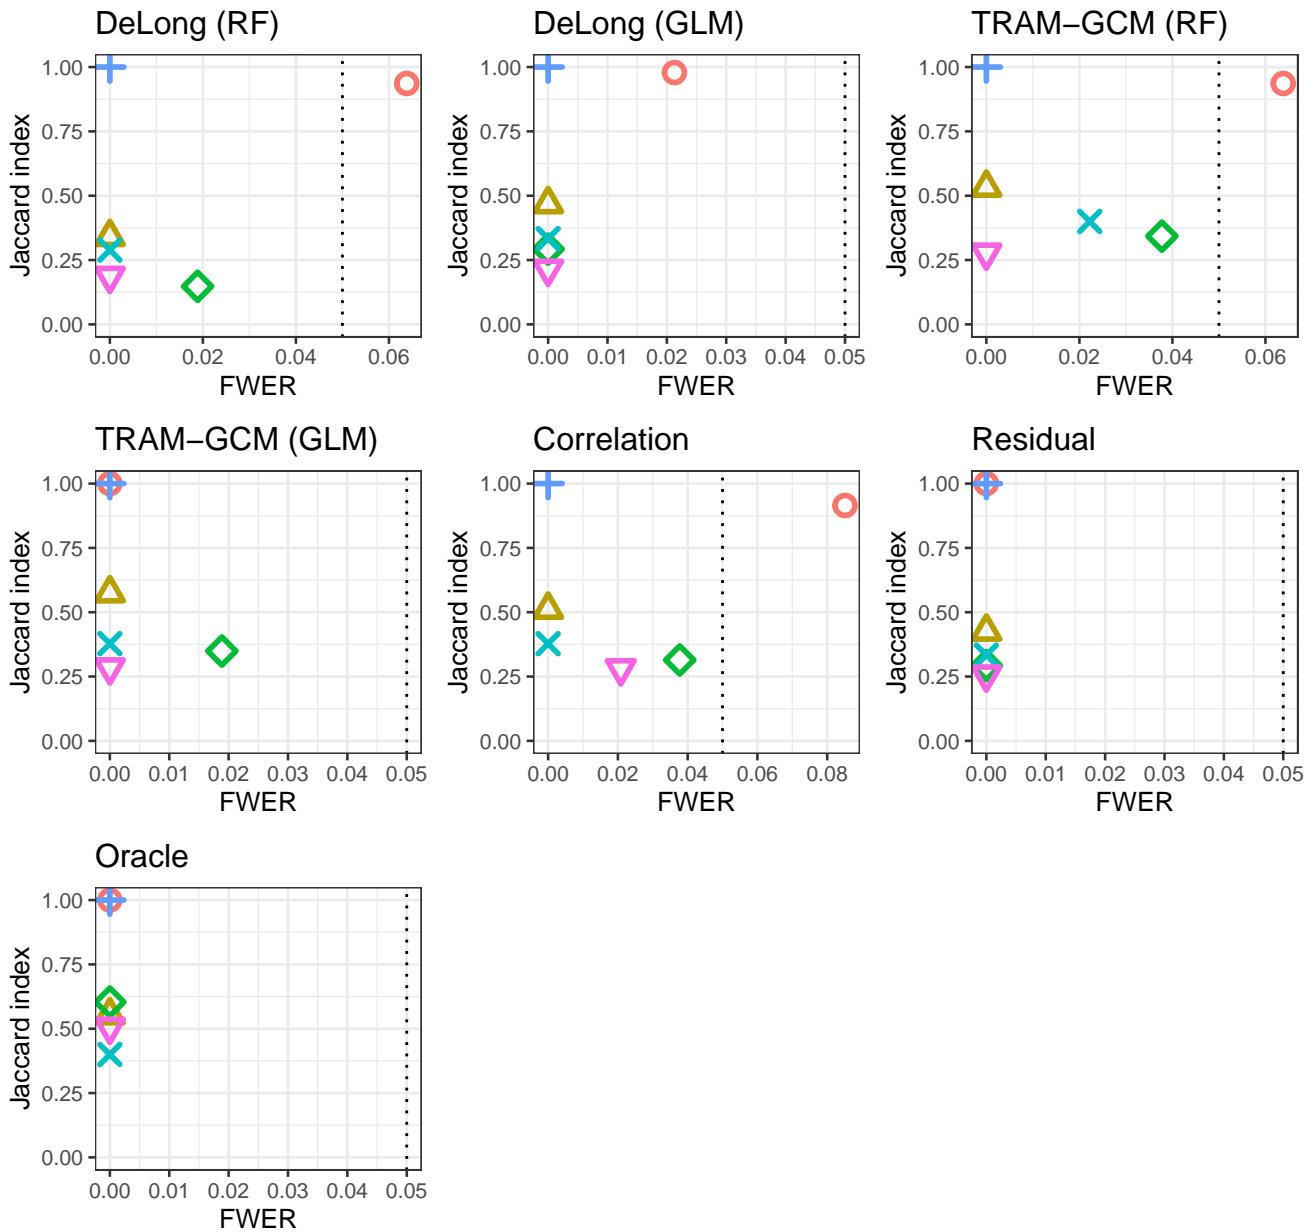 DeLong (RF)
Jaccard index
1.00
0.75
0.50
0.25
0.00
0.00 0.02 0.04 0.06
FWER
DeLong (GLM)
Jaccard index
1.00
0.75
0.50
0.25
0.00
0.00 0.01 0.02 0.03 0.04 0.05
FWER
TRAM−GCM (RF)
Jaccard index
1.00
0.75
0.50
0.25
0.00
0.00 0.02 0.04 0.06
FWER
TRAM−GCM (GLM)
Jaccard index
1.00
0.75
0.50
0.25
0.00
0.00 0.01 0.02 0.03 0.04 0.05
FWER
Correlation
Jaccard index
1.00
0.75
0.50
0.25
0.00
0.00 0.02 0.04 0.06 0.08
FWER
Residual
Jaccard index
1.00
0.75
0.50
0.25
0.00
0.00 0.01 0.02 0.03 0.04 0.05
FWER
Oracle
Jaccard index
1.00
0.75
0.50
0.25
0.00
0.00 0.01 0.02 0.03 0.04 0.05
FWER